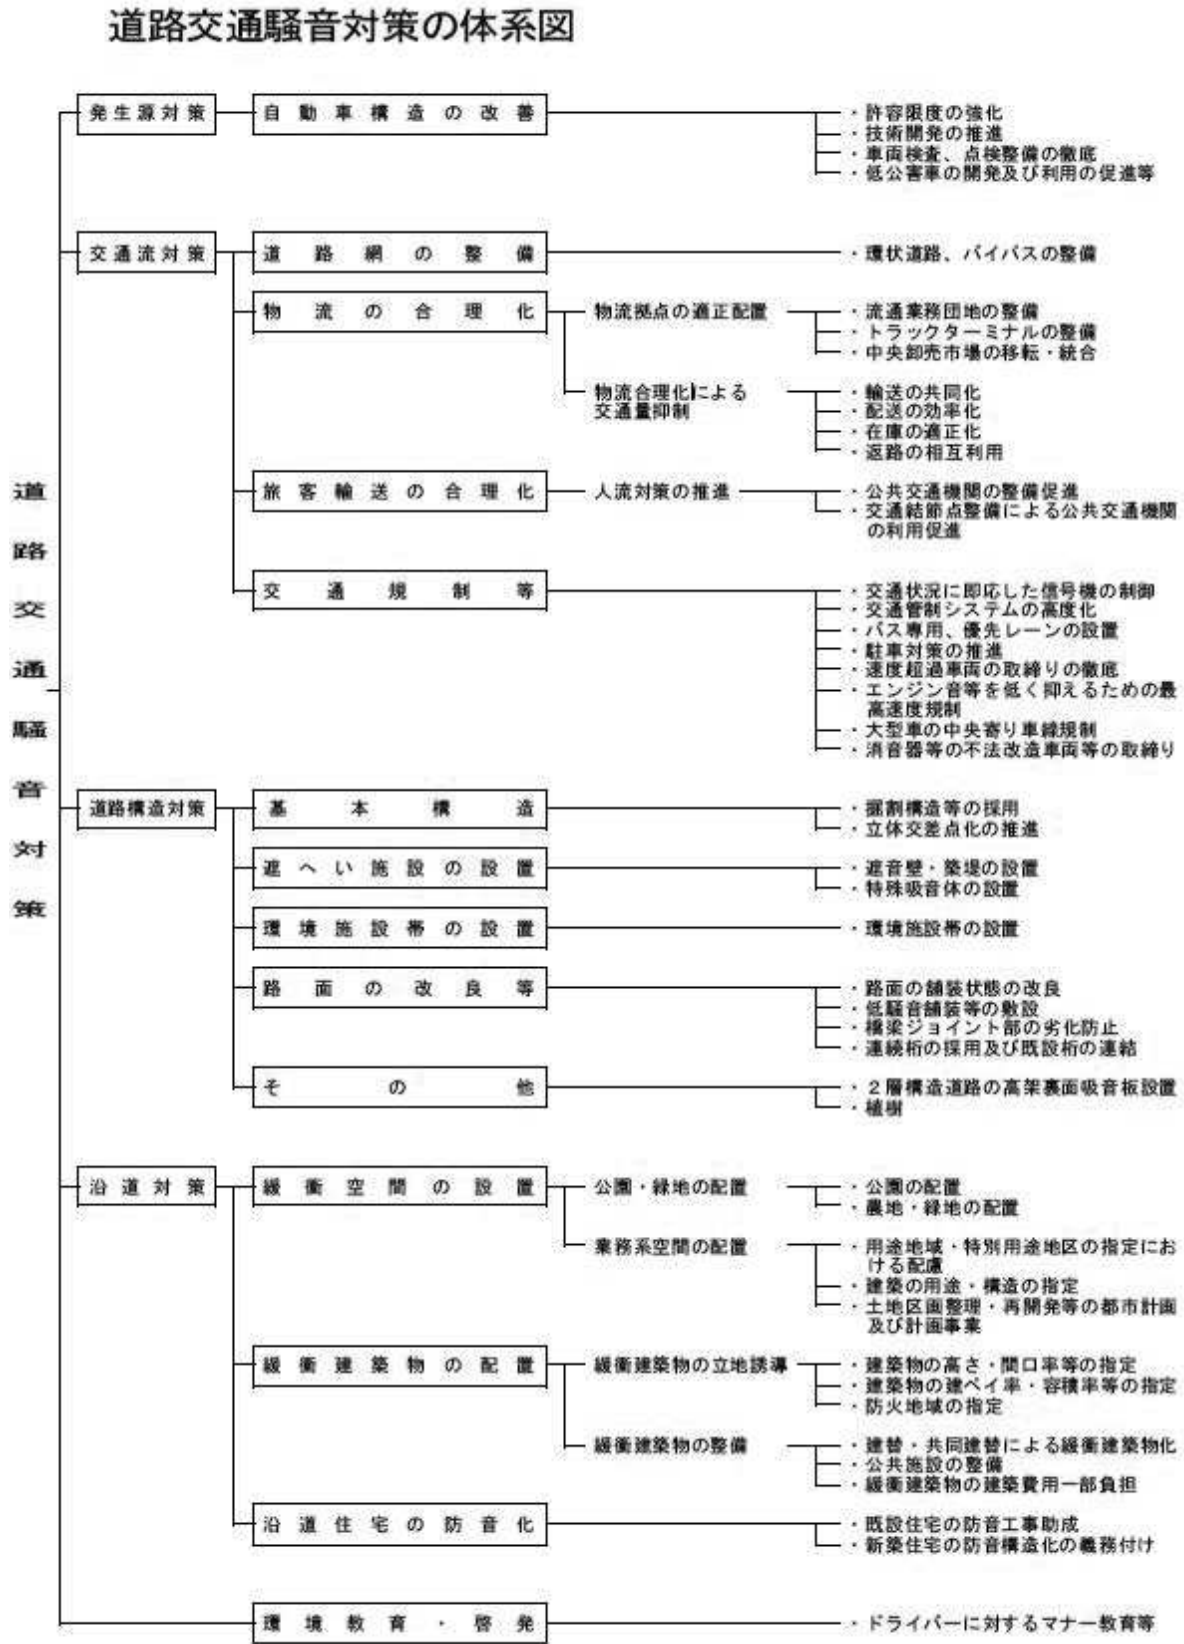 道路交通騒音対策の体系図
道路交通騒音対策
発生源対策
自動車構造の改善
・許容限度の強化
・技術開発の推進
・車両検査、点検整備の徹底
・低公害車の開発及び利用の促進等
交通流対策
道路網の整備
・環状道路、バイパスの整備
物流の合理化
物流拠点の適正配置
・流通業務団地の整備
・トラックターミナルの整備
・中央卸売市場の移転・統合
物流合理化による
交通量抑制
・輸送の共同化
・配送の効率化
・在庫の適正化
・返路の相互利用
旅客輸送の合理化
人流対策の推進
・公共交通機関の整備促進
・交通結節点整備による公共交通機関
の利用促進
交通規制等
・交通状況に即応した信号機の制御
・交通管制システムの高度化
・バス専用、優先レーンの設置
・駐車対策の推進
・速度超過車両の取締りの徹底
・エンジン音等を低く抑えるための最
高速度規制
・大型車の中央寄り車線規制
・消音器等の不法改造車両等の取締り
道路構造対策
基本構造
・掘割構造等の採用
・立体交差点化の推進
遮へい施設の設置
・遮音壁・築堤の設置
・特殊吸音体の設置
環境施設帯の設置
・環境施設帯の設置
路面の改良等
・路面の舗装状態の改良
・低騒音舗装等の敷設
・橋梁ジョイント部の劣化防止
・連続桁の採用及び既設桁の連結
その他
・２層構造道路の高架裏面吸音板設置
・植樹
沿道対策
緩衝空間の設置
公園・緑地の配置
・公園の配置
・農地・緑地の配置
業務系空間の配置
・用途地域・特別用途地区の指定にお
ける配慮
・建築の用途・構造の指定
・土地区画整理・再開発等の都市計画
及び計画事業
緩衝建築物の配置
緩衝建築物の立地誘導
・建築物の高さ・間口率等の指定
・建築物の建ペイ率・容積率等の指定
・防火地域の指定
緩衝建築物の整備
・建替・共同建替による緩衝建築物化
・公共施設の整備
・緩衝建築物の建築費用一部負担
沿道住宅の防音化
・既設住宅の防音工事助成
・新築住宅の防音構造化の義務付け
環境教育・啓発
・ドライバーに対するマナー教育等